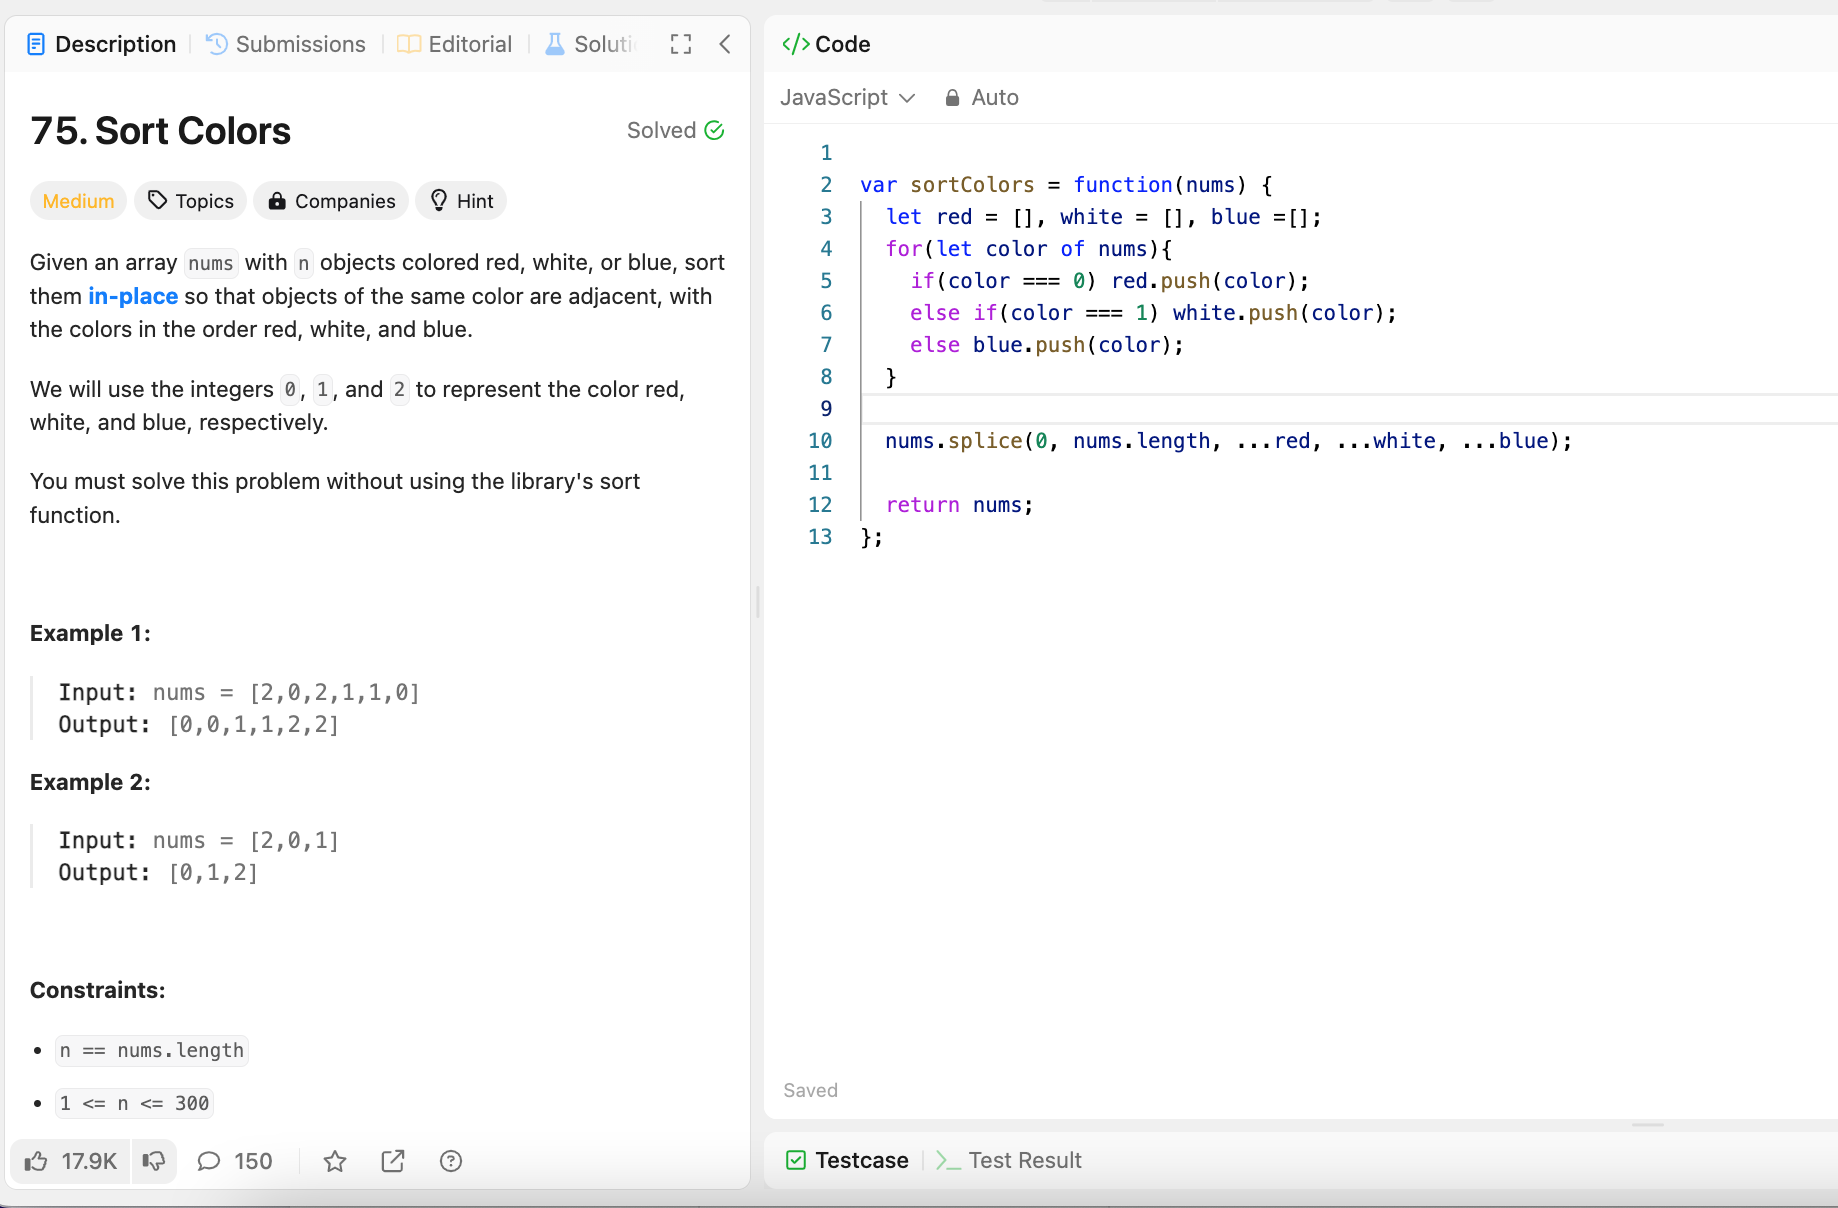 Description
Submissions
Editorial
Soluti
75. Sort Colors
Solved
Medium
Topics
Companies
Hint
Given an array nums with n objects colored red, white, or blue, sort
them in-place so that objects of the same color are adjacent, with
the colors in the order red, white, and blue.
We will use the integers 0, 1, and 2 to represent the color red,
white, and blue, respectively.
You must solve this problem without using the library's sort
function.
Example 1:
Input: nums = [2,0,2,1,1,0]
Output: [0,0,1,1,2,2]
Example 2:
Input: nums = [2,0,1]
Output: [0,1,2]
Constraints:
• n == nums.length
• 1 <= n <= 300
17.9K
150
</> Code
JavaScript
Auto
1
2 var sortColors = function(nums) {
3   let red = [], white = [], blue =[];
4   for(let color of nums){
5     if(color === 0) red.push(color);
6     else if(color === 1) white.push(color);
7     else blue.push(color);
8   }
9
10   nums.splice(0, nums.length, ...red, ...white, ...blue);
11
12   return nums;
13 };
Saved
Testcase
>_ Test Result